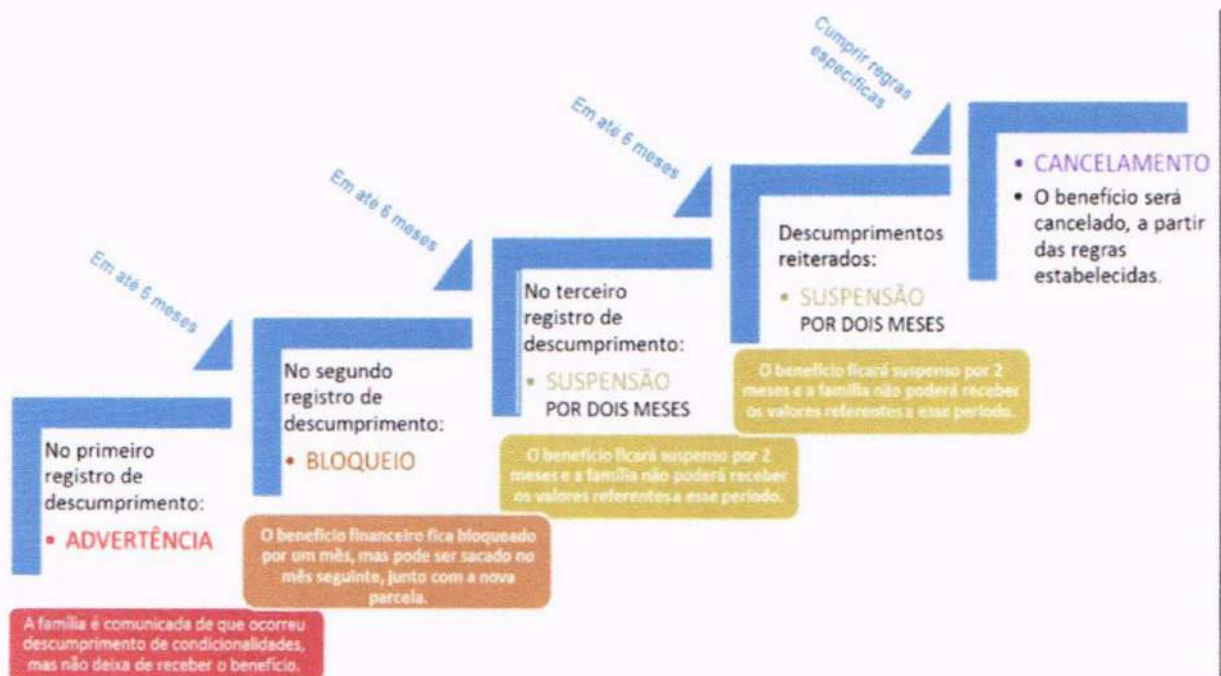 No primeiro
registro de
descumprimento:
• ADVERTÊNCIA
A família é comunicada de que ocorreu
descumprimento de condicionalidades,
mas não deixa de receber o benefício.
Em até 6 meses
No segundo
registro de
descumprimento:
• BLOQUEIO
O benefício financeiro fica bloqueado
por um mês, mas pode ser sacado no
mês seguinte, junto com a nova
parcela.
Em até 6 meses
No terceiro
registro de
descumprimento:
• SUSPENSÃO
POR DOIS MESES
O benefício ficará suspenso por 2
meses e a família não poderá receber
os valores referentes a esse período.
Em até 6 meses
Descumprimentos
reiterados:
• SUSPENSÃO
POR DOIS MESES
O benefício ficará suspenso por 2
meses e a família não poderá receber
os valores referentes a esse período.
Cumprir regras
específicas
• CANCELAMENTO
• O benefício será
cancelado, a partir
das regras
estabelecidas.